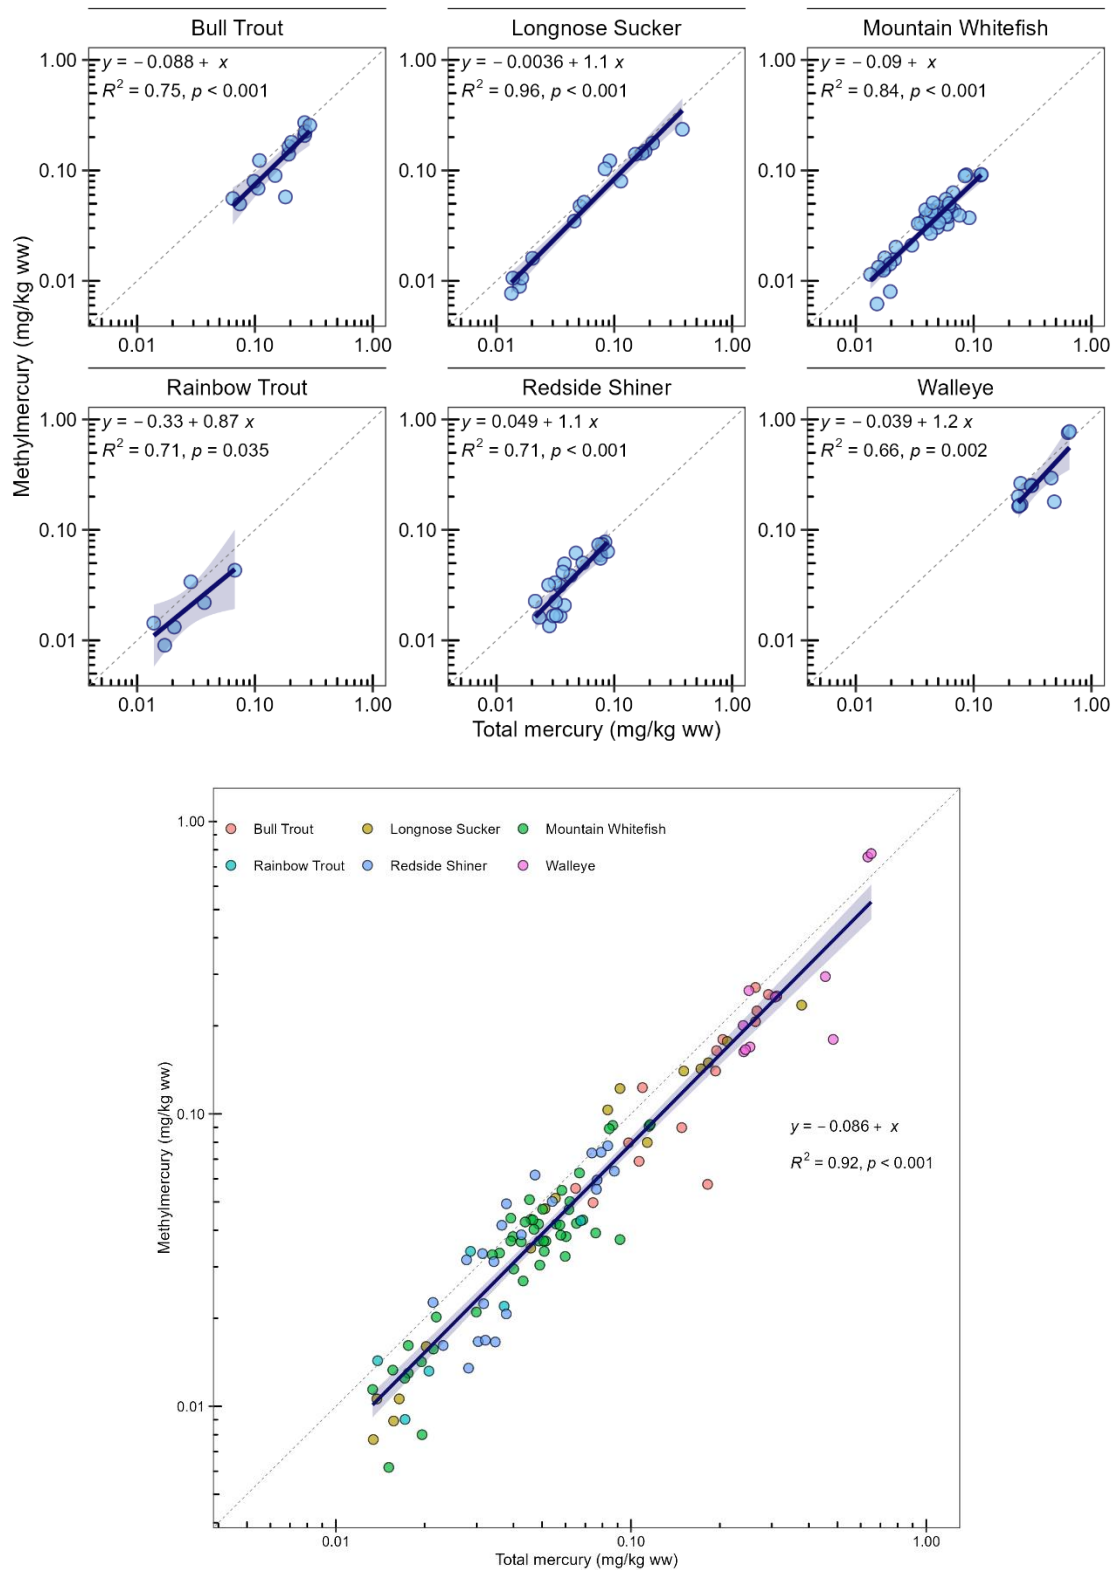 Bull Trout
Longnose Sucker
Mountain Whitefish
y = −0.088 + x
R² = 0.75, p < 0.001
y = −0.0036 + 1.1 x
R² = 0.96, p < 0.001
y = −0.09 + x
R² = 0.84, p < 0.001
1.00
0.10
0.01
1.00
0.10
0.01
1.00
0.10
0.01
0.01 0.10 1.00
0.01 0.10 1.00
0.01 0.10 1.00
Methylmercury (mg/kg ww)
Rainbow Trout
Redside Shiner
Walleye
y = −0.33 + 0.87 x
R² = 0.71, p = 0.035
y = 0.049 + 1.1 x
R² = 0.71, p < 0.001
y = −0.039 + 1.2 x
R² = 0.66, p = 0.002
1.00
0.10
0.01
1.00
0.10
0.01
1.00
0.10
0.01
0.01 0.10 1.00
0.01 0.10 1.00
0.01 0.10 1.00
Total mercury (mg/kg ww)
1.00
0.10
0.01
Bull Trout Longnose Sucker Mountain Whitefish
Rainbow Trout Redside Shiner Walleye
Methylmercury (mg/kg ww)
y = −0.086 + x
R² = 0.92, p < 0.001
0.01 0.10 1.00
Total mercury (mg/kg ww)